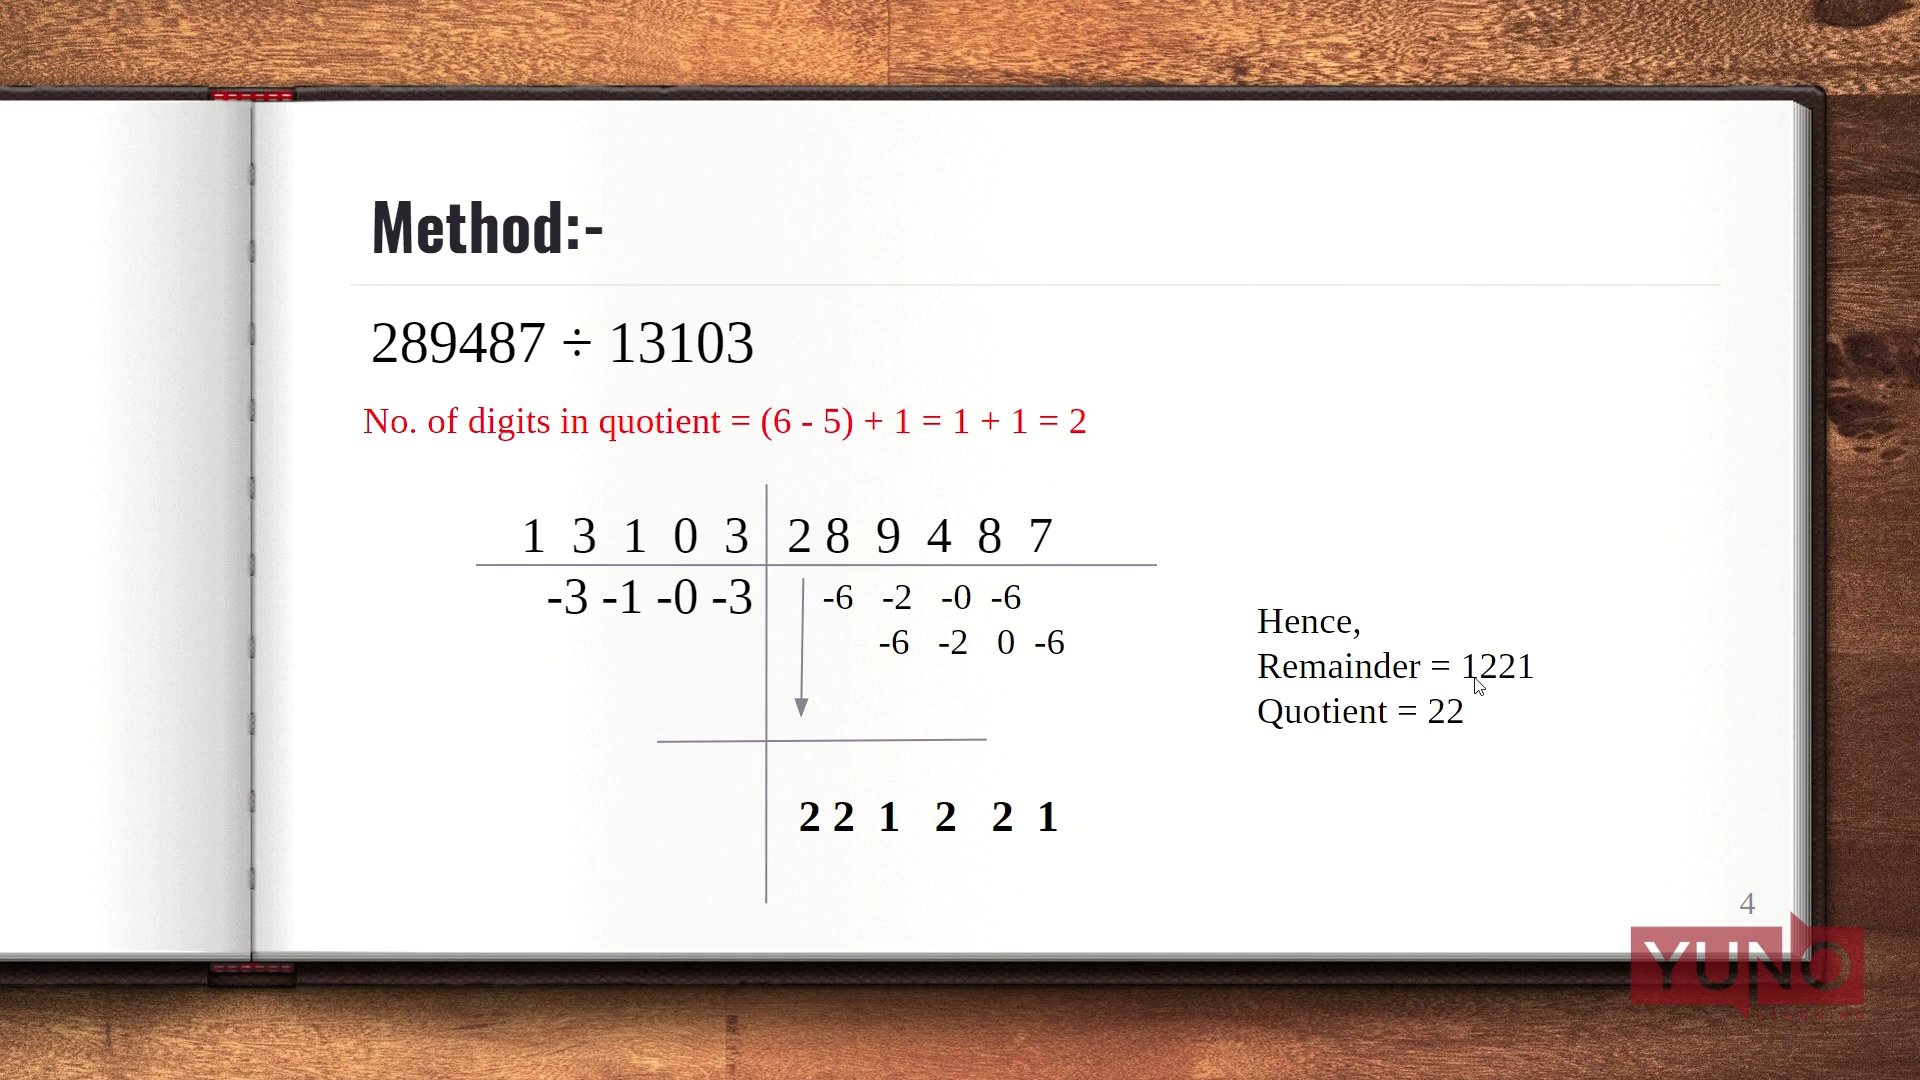 Method:-
289487 ÷ 13103
No. of digits in quotient = (6 - 5) + 1 = 1 + 1 = 2
1 3 1 0 3 2 8 9 4 8 7
-3 -1 -0 -3 -6 -2 -0 -6
-6 -2 0 -6
Hence,
Remainder = 1221
Quotient = 22
2 2 1 2 2 1
4
YUNO